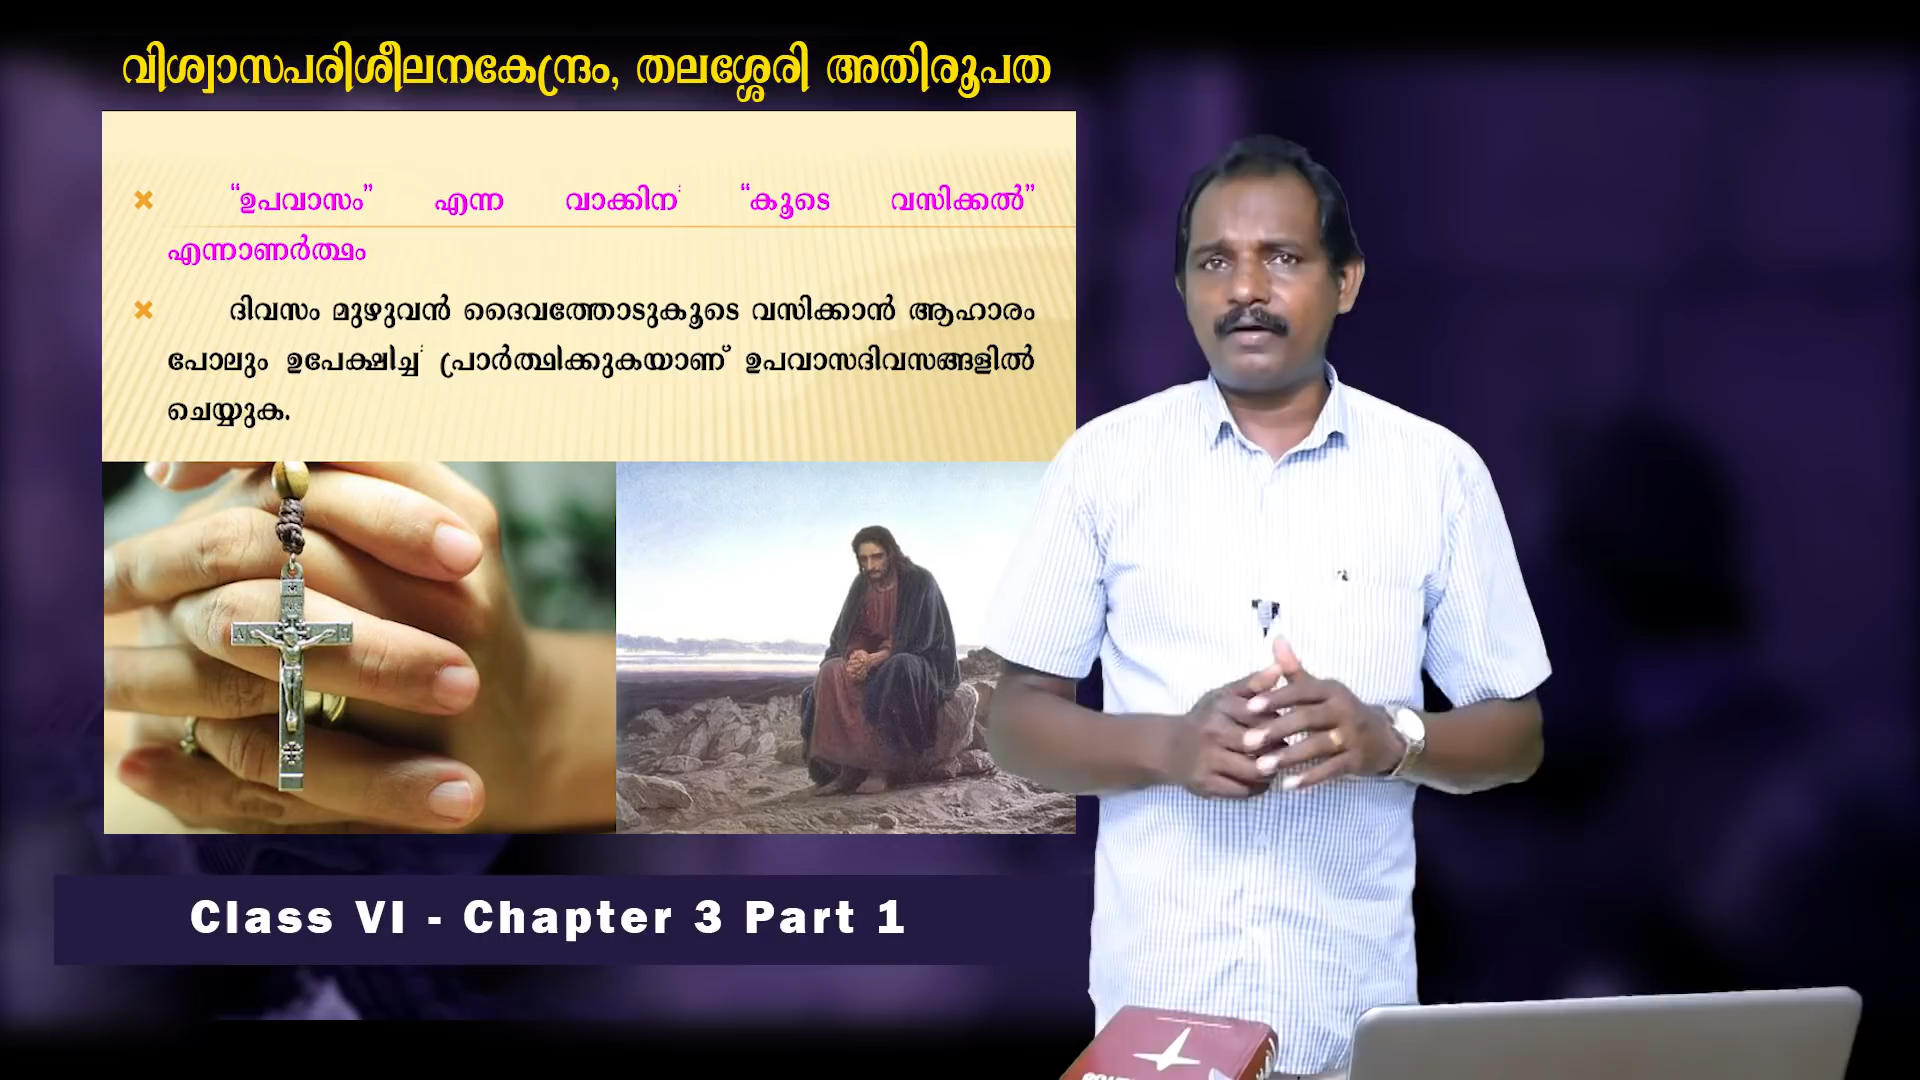 വിശ്വാസപരിശീലനകേന്ദ്രം, തലശ്ശേരി അതിരൂപത
“ഉപവാസം” എന്ന വാക്കിന് “കൂടെ വസിക്കൽ”
എന്നാണർത്ഥം
ദിവസം മുഴുവൻ ദൈവത്തോടുകൂടെ വസിക്കാൻ ആഹാരം
പോലും ഉപേക്ഷിച്ച് പ്രാർത്ഥിക്കുകയാണ് ഉപവാസദിവസങ്ങളിൽ
ചെയ്യുക.
Class VI - Chapter 3 Part 1